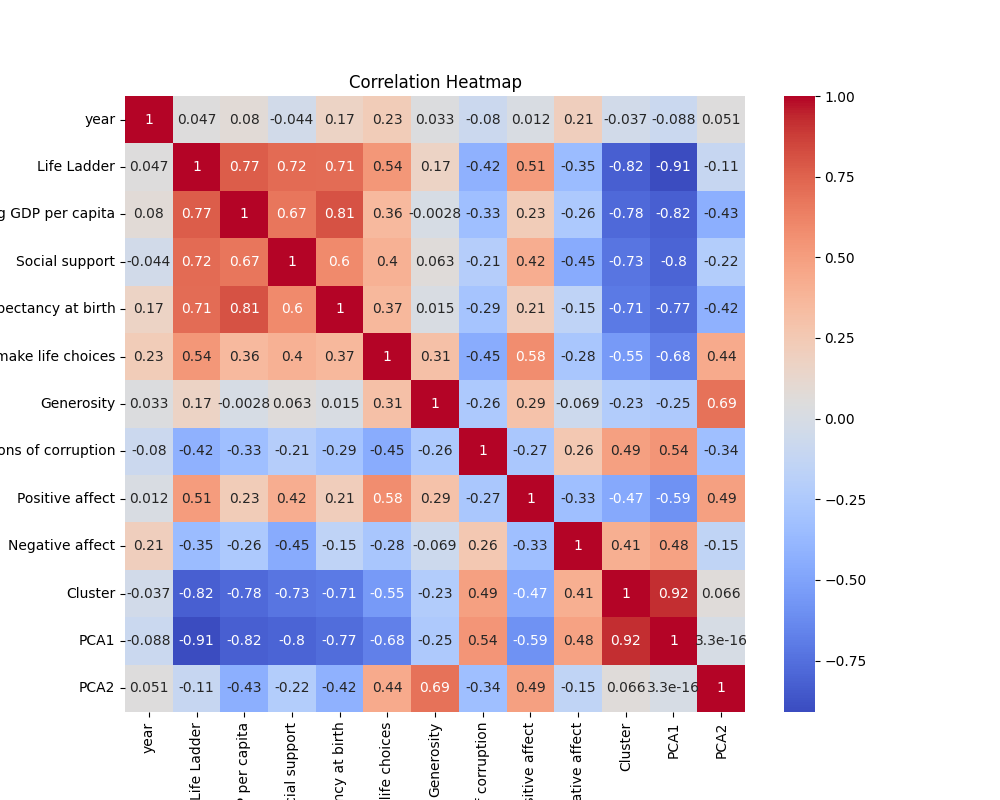 Correlation Heatmap
year 1 0.047 0.08 -0.044 0.17 0.23 0.033 -0.08 0.012 0.21 -0.037 -0.088 0.051
Life Ladder 0.047 1 0.77 0.72 0.71 0.54 0.17 -0.42 0.51 -0.35 -0.82 -0.91 -0.11
g GDP per capita 0.08 0.77 1 0.67 0.81 0.36 -0.0028 -0.33 0.23 -0.26 -0.78 -0.82 -0.43
Social support -0.044 0.72 0.67 1 0.6 0.4 0.063 -0.21 0.42 -0.45 -0.73 -0.8 -0.22
pectancy at birth 0.17 0.71 0.81 0.6 1 0.37 0.015 -0.29 0.21 -0.15 -0.71 -0.77 -0.42
make life choices 0.23 0.54 0.36 0.4 0.37 1 0.31 -0.45 0.58 -0.28 -0.55 -0.68 0.44
Generosity 0.033 0.17 -0.0028 0.063 0.015 0.31 1 -0.26 0.29 -0.069 -0.23 -0.25 0.69
ons of corruption -0.08 -0.42 -0.33 -0.21 -0.29 -0.45 -0.26 1 -0.27 0.26 0.49 0.54 -0.34
Positive affect 0.012 0.51 0.23 0.42 0.21 0.58 0.29 -0.27 1 -0.33 -0.47 -0.59 0.49
Negative affect 0.21 -0.35 -0.26 -0.45 -0.15 -0.28 -0.069 0.26 -0.33 1 0.41 0.48 -0.15
Cluster -0.037 -0.82 -0.78 -0.73 -0.71 -0.55 -0.23 0.49 -0.47 0.41 1 0.92 0.066
PCA1 -0.088 -0.91 -0.82 -0.8 -0.77 -0.68 -0.25 0.54 -0.59 0.48 0.92 1 3.3e-16
PCA2 0.051 -0.11 -0.43 -0.22 -0.42 0.44 0.69 -0.34 0.49 -0.15 0.066 3.3e-16 1
year
Life Ladder
P per capita
cial support
ncy at birth
life choices
Generosity
corruption
sitive affect
ative affect
Cluster
PCA1
PCA2
1.00
0.75
0.50
0.25
0.00
−0.25
−0.50
−0.75